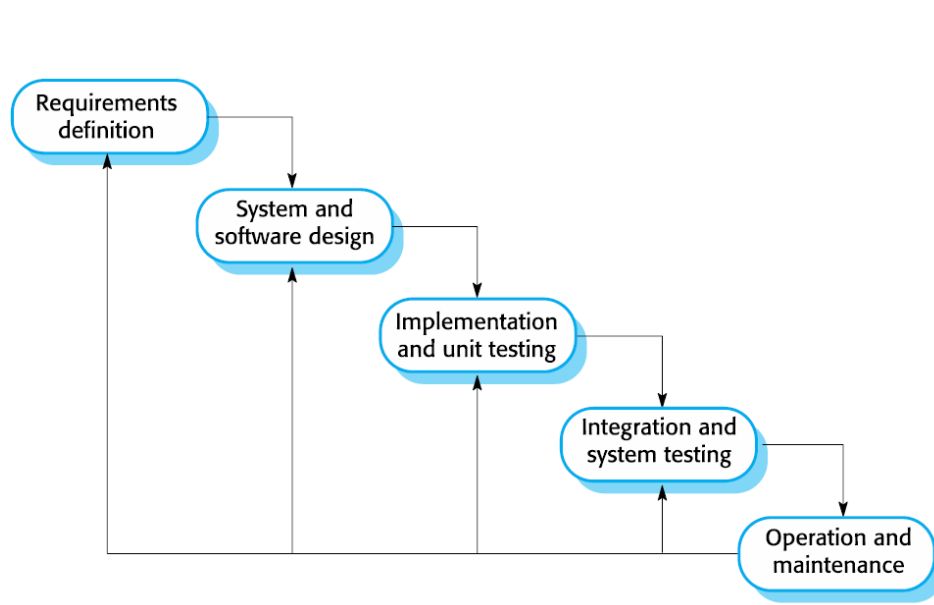 Requirements
definition
System and
software design
Implementation
and unit testing
Integration and
system testing
Operation and
maintenance